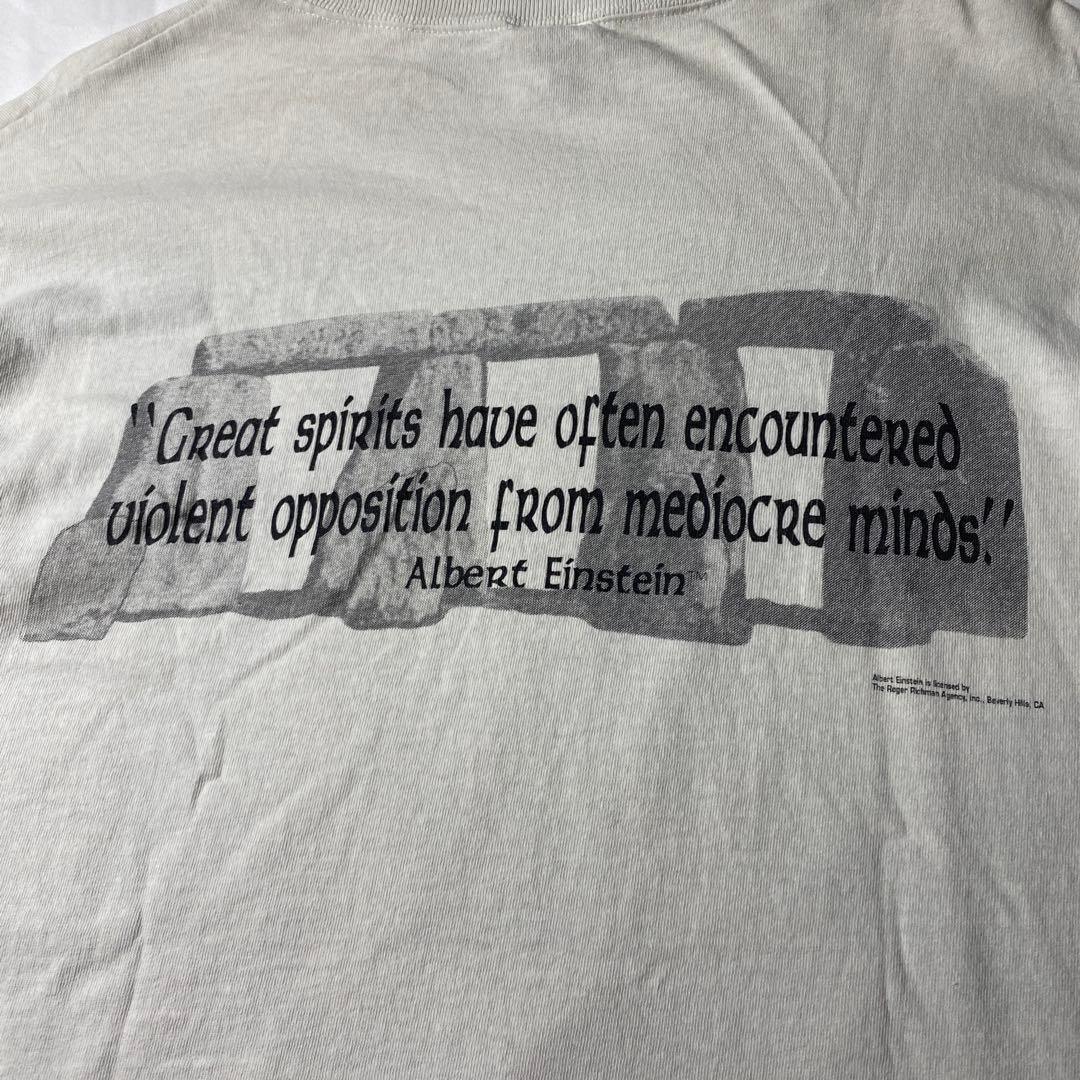 "Great spirits have often encountered
violent opposition from mediocre minds."
Albert Einstein™
Albert Einstein is licensed by
The Roger Richman Agency, Inc., Beverly Hills, CA